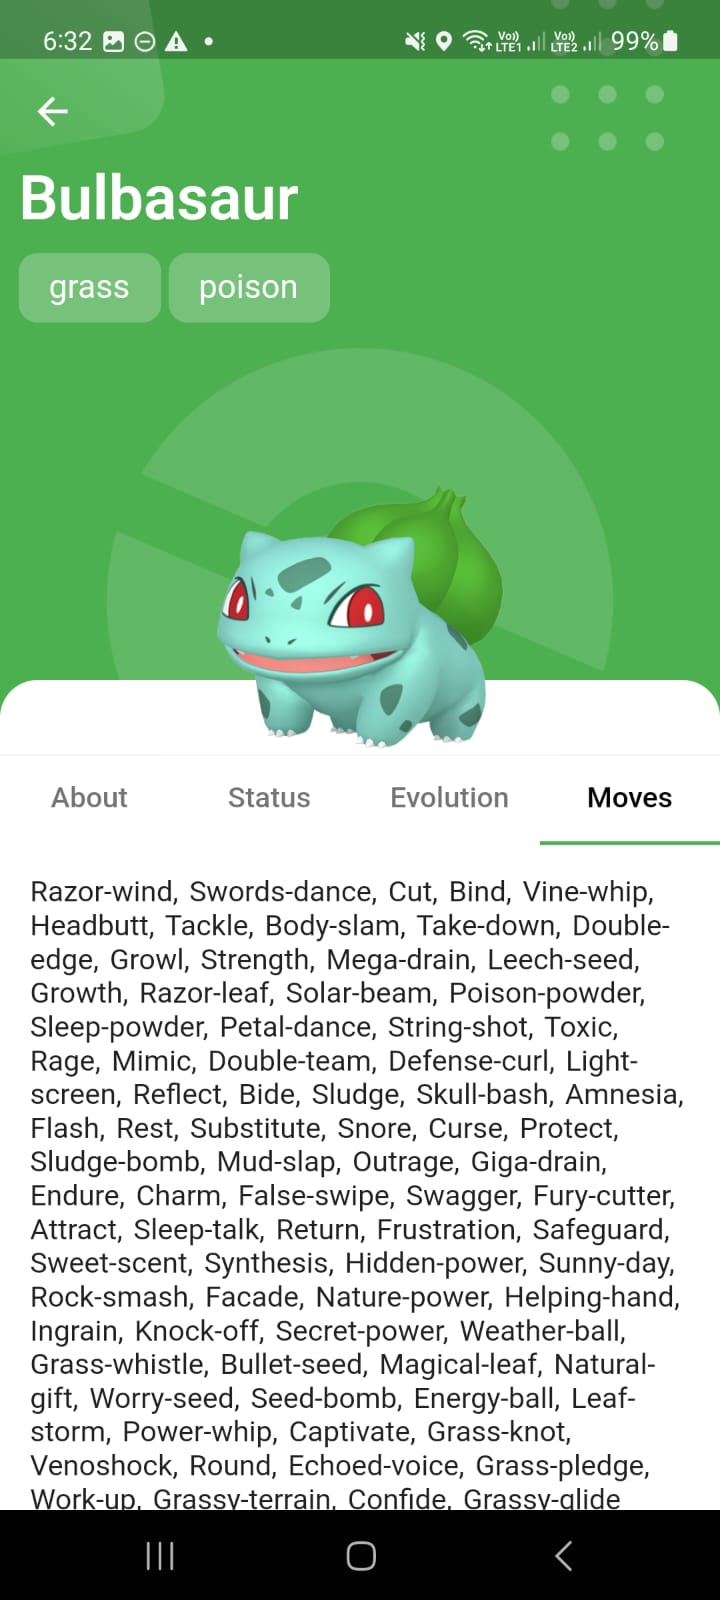 6:32 Vo)) LTE1 Vo)) LTE2 99%
Bulbasaur
grass poison
About Status Evolution Moves
Razor-wind, Swords-dance, Cut, Bind, Vine-whip,
Headbutt, Tackle, Body-slam, Take-down, Double-
edge, Growl, Strength, Mega-drain, Leech-seed,
Growth, Razor-leaf, Solar-beam, Poison-powder,
Sleep-powder, Petal-dance, String-shot, Toxic,
Rage, Mimic, Double-team, Defense-curl, Light-
screen, Reflect, Bide, Sludge, Skull-bash, Amnesia,
Flash, Rest, Substitute, Snore, Curse, Protect,
Sludge-bomb, Mud-slap, Outrage, Giga-drain,
Endure, Charm, False-swipe, Swagger, Fury-cutter,
Attract, Sleep-talk, Return, Frustration, Safeguard,
Sweet-scent, Synthesis, Hidden-power, Sunny-day,
Rock-smash, Facade, Nature-power, Helping-hand,
Ingrain, Knock-off, Secret-power, Weather-ball,
Grass-whistle, Bullet-seed, Magical-leaf, Natural-
gift, Worry-seed, Seed-bomb, Energy-ball, Leaf-
storm, Power-whip, Captivate, Grass-knot,
Venoshock, Round, Echoed-voice, Grass-pledge,
Work-up, Grassy-terrain, Confide, Grassy-glide